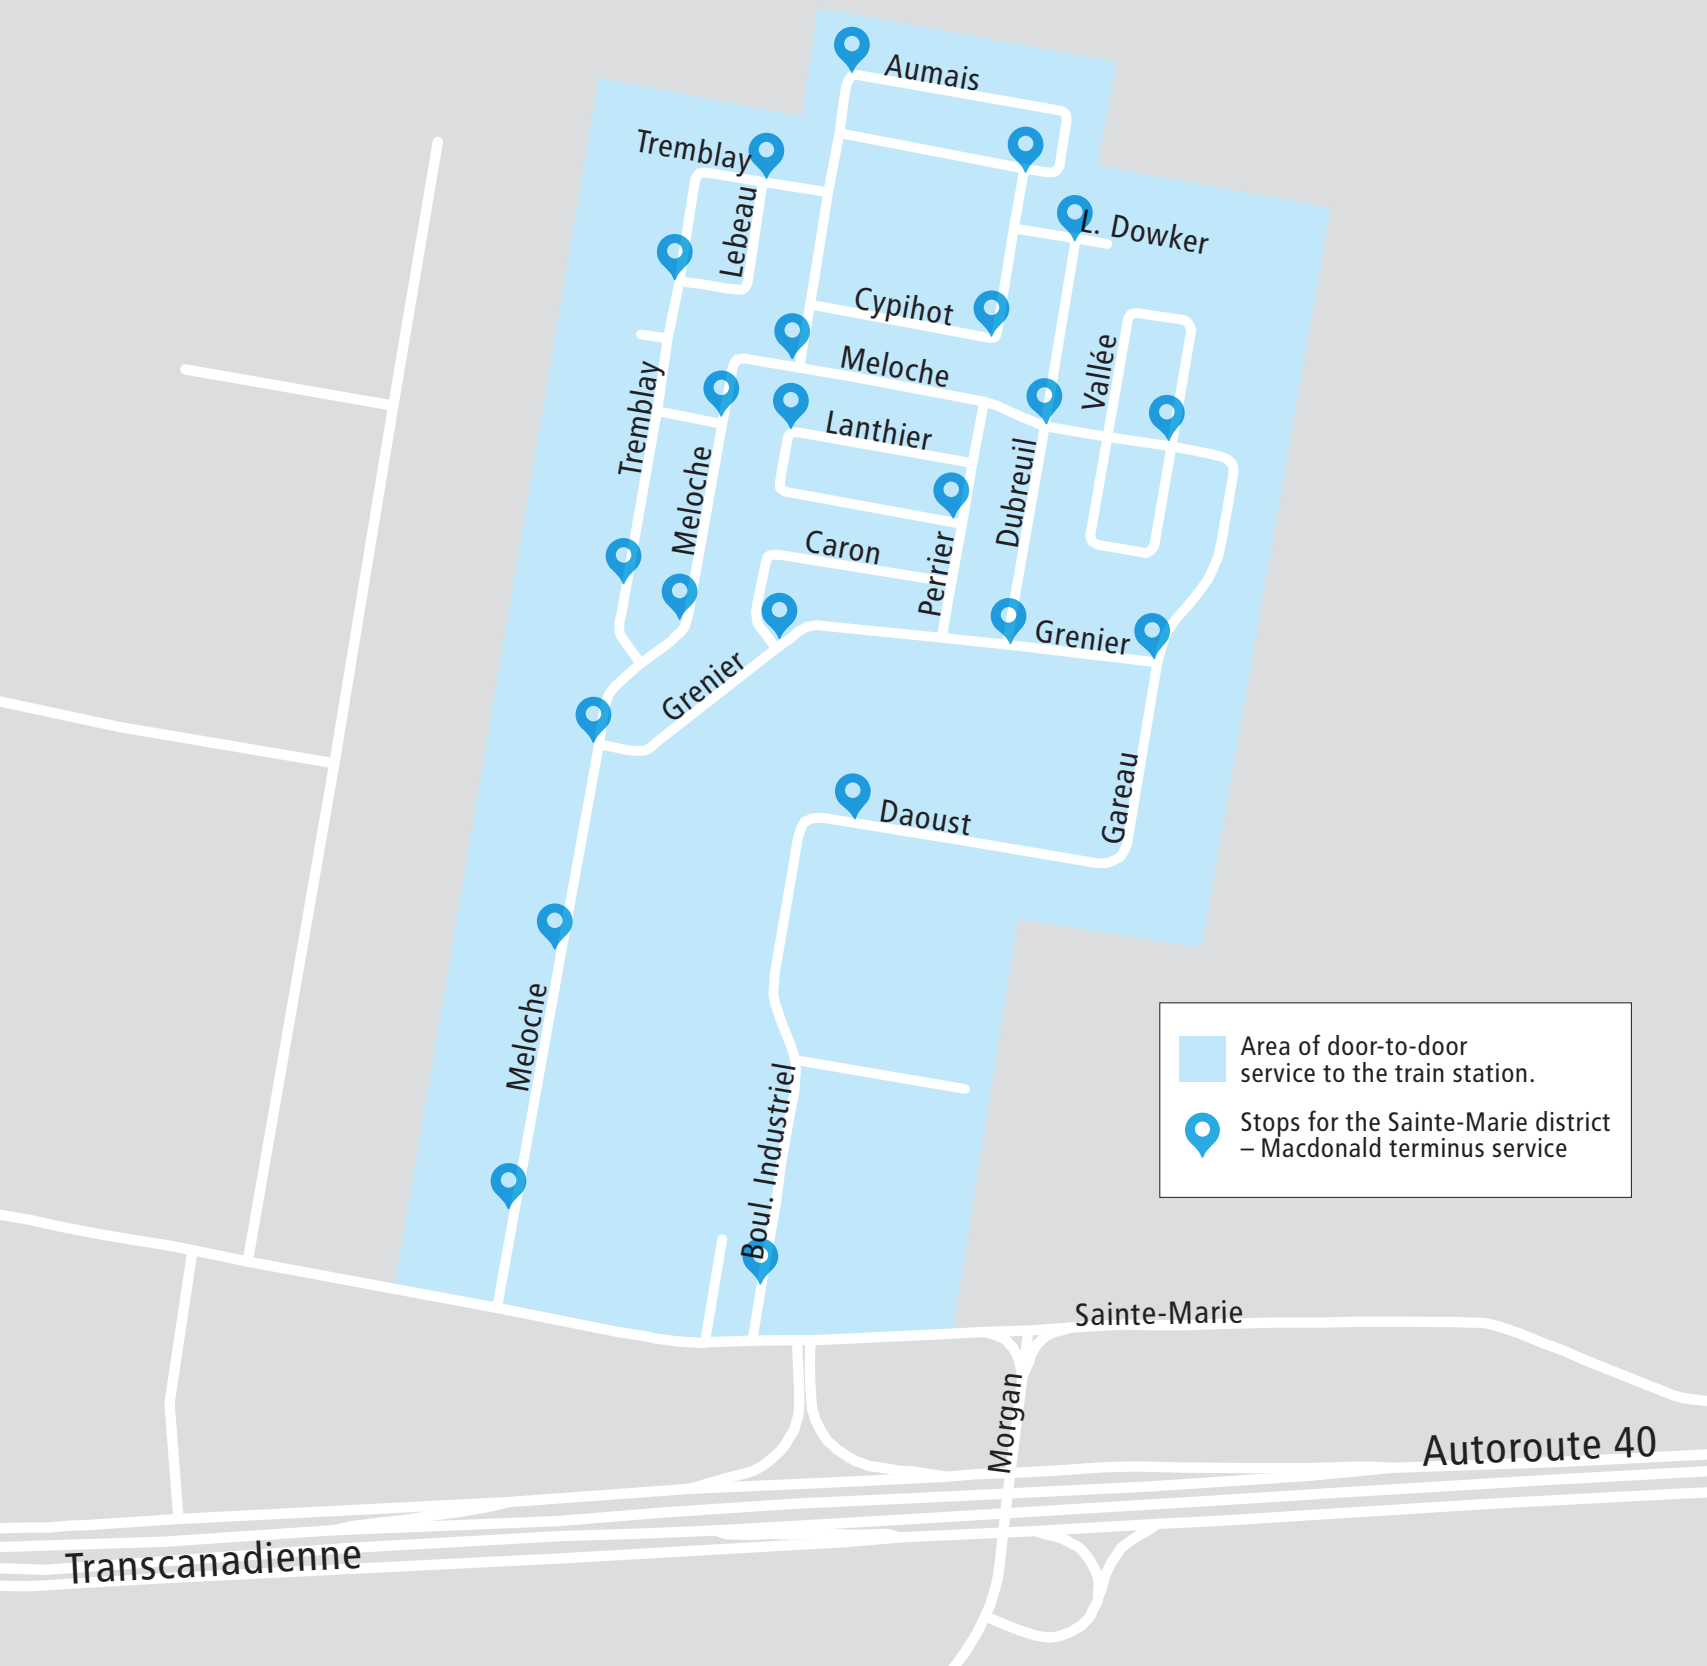 Aumais
Tremblay
Lebeau
L. Dowker
Cypihot
Meloche
Vallée
Tremblay
Lanthier
Meloche
Dubreuil
Caron
Perrier
Grenier
Grenier
Gareau
Daoust
Meloche
Area of door-to-door
service to the train station.
Boul. Industriel
Stops for the Sainte-Marie district
– Macdonald terminus service
Sainte-Marie
Morgan
Autoroute 40
Transcanadienne